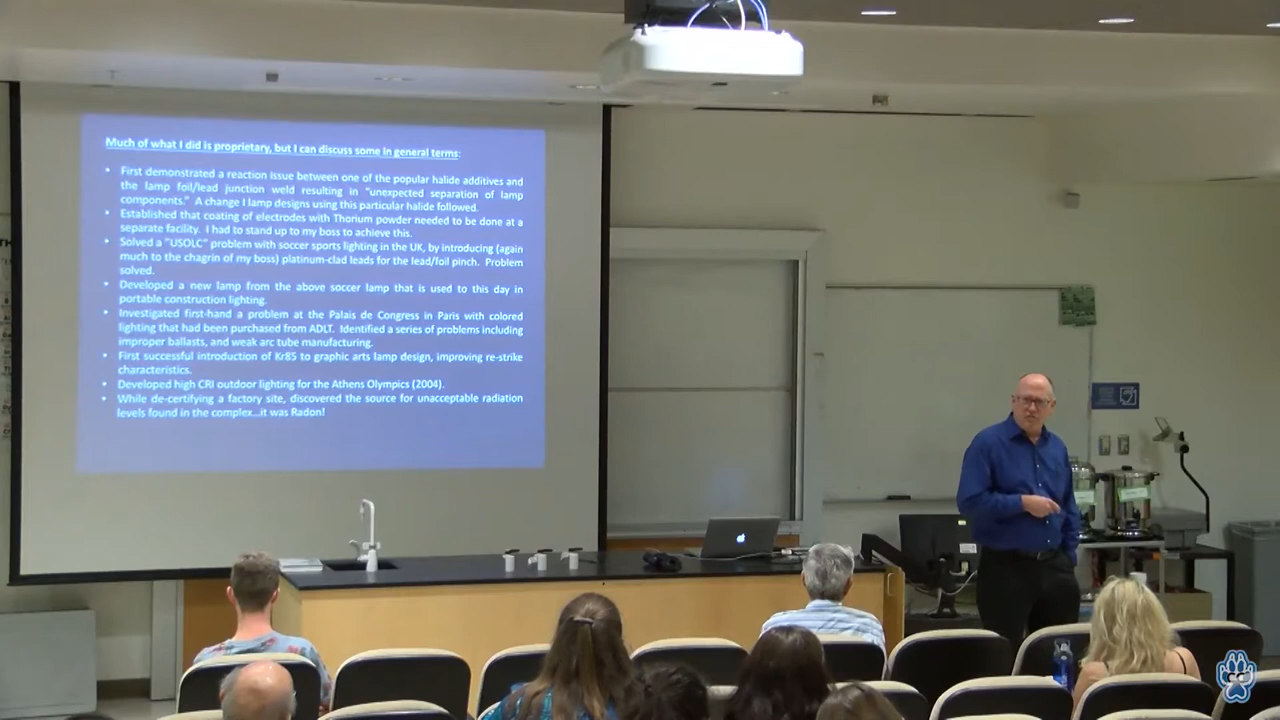 Much of what I did is proprietary, but I can discuss some in general terms:
• First demonstrated a reaction issue between one of the popular halide additives and
the lamp foil/lead junction weld resulting in "unexpected separation of lamp
components." A change I lamp designs using this particular halide followed.
• Established that coating of electrodes with Thorium powder needed to be done at a
separate facility. I had to stand up to my boss to achieve this.
• Solved a "USOLC" problem with soccer sports lighting in the UK, by introducing (again
much to the chagrin of my boss) platinum-clad leads for the lead/foil pinch. Problem
solved.
• Developed a new lamp from the above soccer lamp that is used to this day in
portable construction lighting.
• Investigated first-hand a problem at the Palais de Congress in Paris with colored
lighting that had been purchased from ADLT. Identified a series of problems including
improper ballasts, and weak arc tube manufacturing.
• First successful introduction of Kr85 to graphic arts lamp design, improving re-strike
characteristics.
• Developed high CRI outdoor lighting for the Athens Olympics (2004).
• While de-certifying a factory site, discovered the source for unacceptable radiation
levels found in the complex...it was Radon!